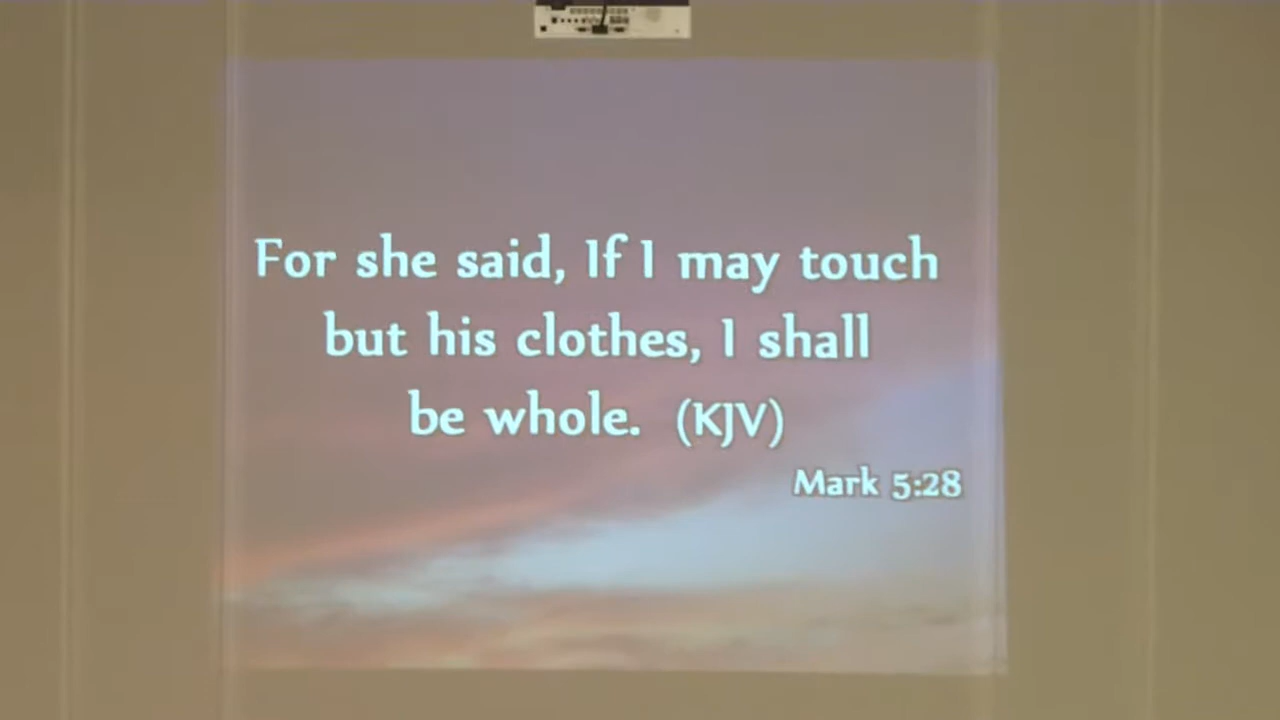 For she said, If I may touch
but his clothes, I shall
be whole. (KJV)
Mark 5:28